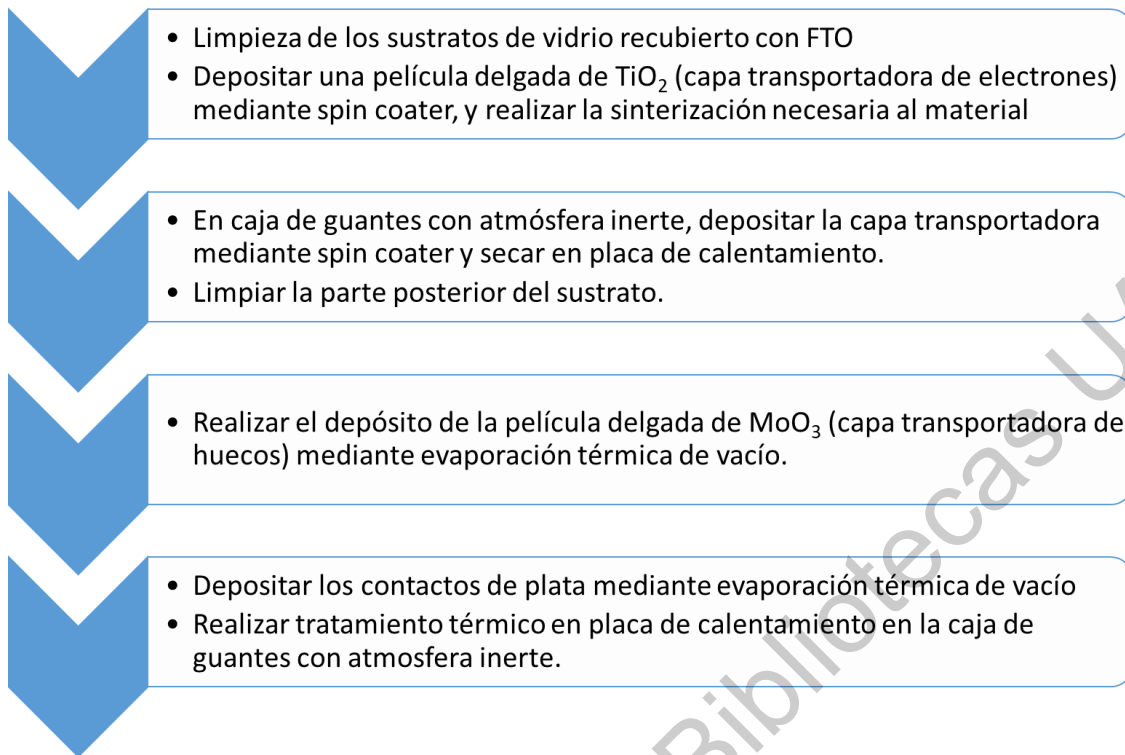 • Limpieza de los sustratos de vidrio recubierto con FTO
• Depositar una película delgada de TiO₂ (capa transportadora de electrones)
mediante spin coater, y realizar la sinterización necesaria al material
• En caja de guantes con atmósfera inerte, depositar la capa transportadora
mediante spin coater y secar en placa de calentamiento.
• Limpiar la parte posterior del sustrato.
• Realizar el depósito de la película delgada de MoO₃ (capa transportadora de
huecos) mediante evaporación térmica de vacío.
• Depositar los contactos de plata mediante evaporación térmica de vacío
• Realizar tratamiento térmico en placa de calentamiento en la caja de
guantes con atmosfera inerte.
Bibliotecas